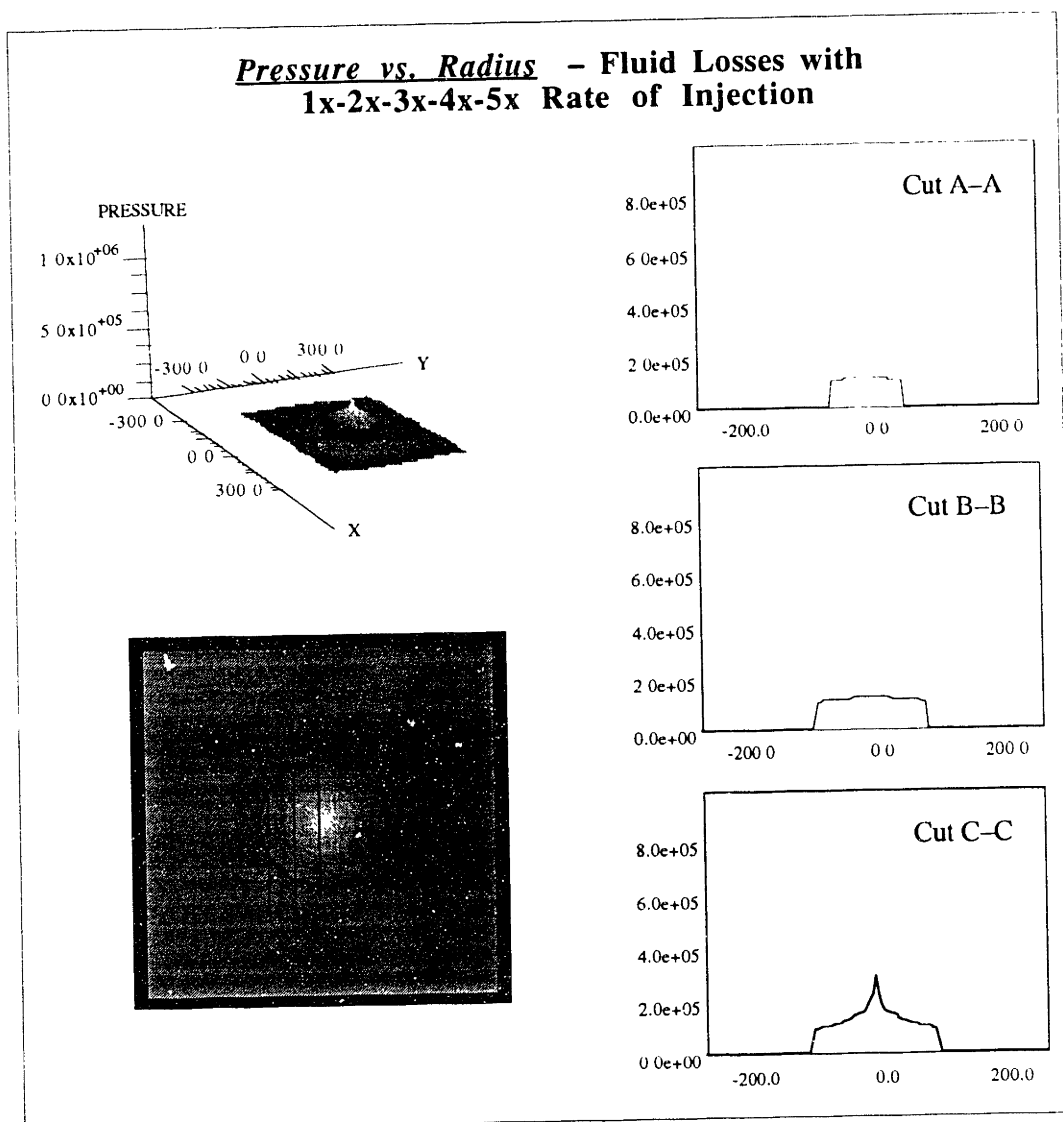 Pressure vs. Radius – Fluid Losses with
1x-2x-3x-4x-5x Rate of Injection
PRESSURE
1 0x10+06
5 0x10+05
0 0x10+00
-300 0
0 0
300 0
Y
-300 0
0 0
300 0
X
Cut A–A
8.0e+05
6 0e+05
4.0e+05
2 0e+05
0.0e+00
-200.0
0 0
200 0
Cut B–B
8.0e+05
6.0e+05
4.0e+05
2 0e+05
0.0e+00
-200.0
0 0
200 0
Cut C–C
8.0e+05
6.0e+05
4.0e+05
2.0e+05
0 0e+00
-200.0
0.0
200.0